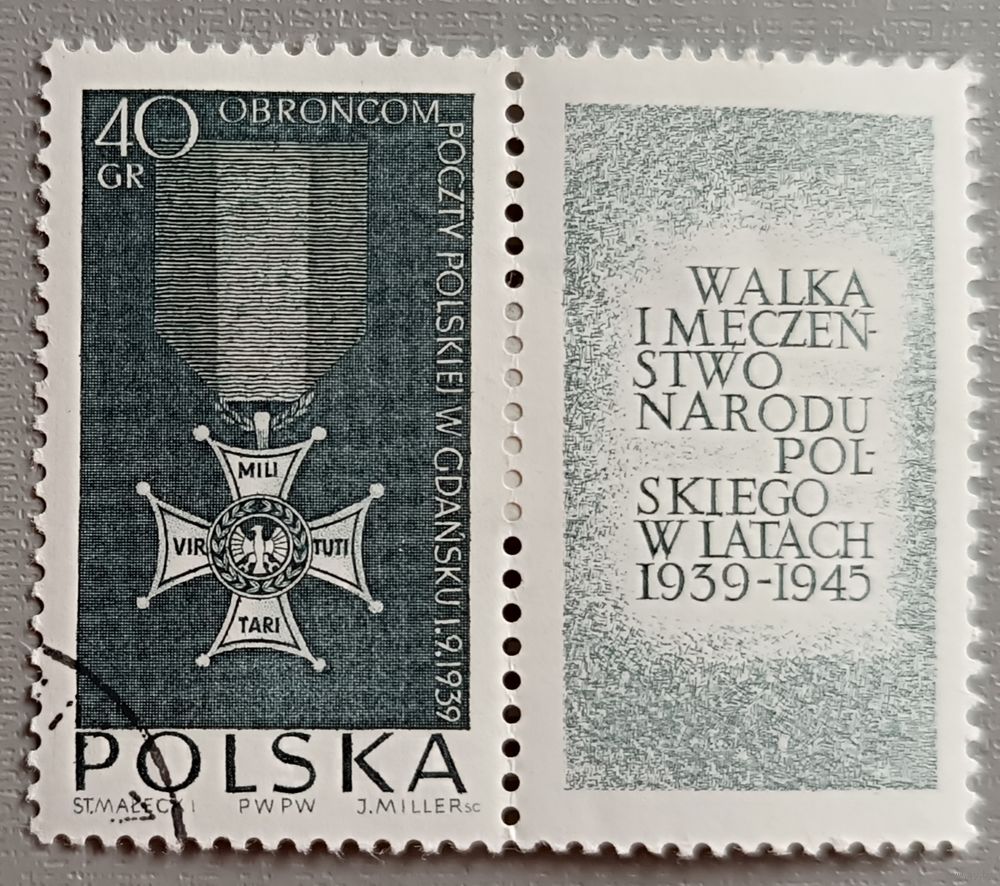 40
GR
OBROŃCOM
POCZTY POLSKIEJ W GDAŃSKU 1.9.1939
MILI
VIR TUTI
TARI
POLSKA
ST.MAŁECKI PWPW J.MILLER SC
WALKA
I MĘCZEŃ-
STWO
NARODU
POL-
SKIEGO
W LATACH
1939-1945